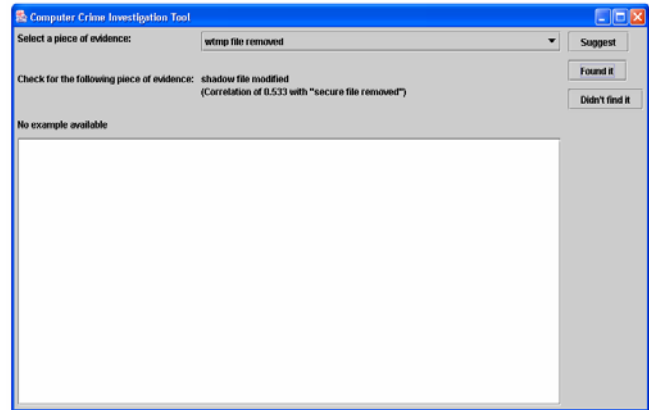 Computer Crime Investigation Tool
Select a piece of evidence: wtmp file removed Suggest
Found it
Check for the following piece of evidence: shadow file modified
(Correlation of 0.533 with "secure file removed")
Didn't find it
No example available